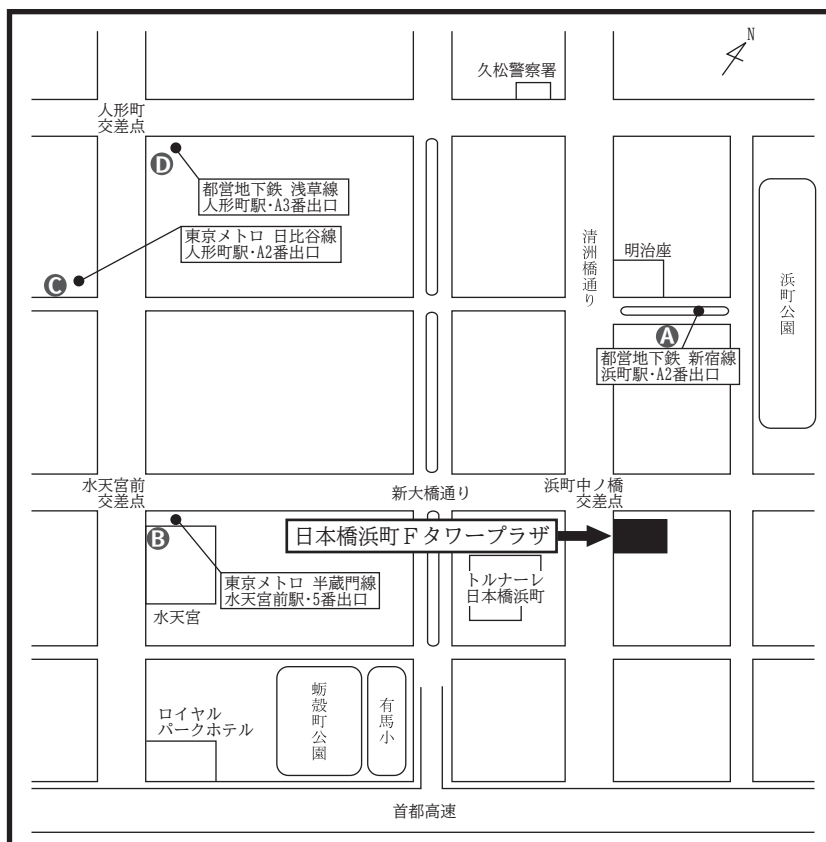 N
久松警察署
人形町
交差点
D
都営地下鉄 浅草線
人形町駅・A3番出口
東京メトロ 日比谷線
人形町駅・A2番出口
C
清洲橋通り
明治座
浜町公園
A
都営地下鉄 新宿線
浜町駅・A2番出口
水天宮前
交差点
新大橋通り
浜町中ノ橋
交差点
B
日本橋浜町Fタワープラザ
東京メトロ 半蔵門線
水天宮前駅・5番出口
トルナーレ
日本橋浜町
水天宮
ロイヤル
パークホテル
蛎殻町公園
有馬小
首都高速